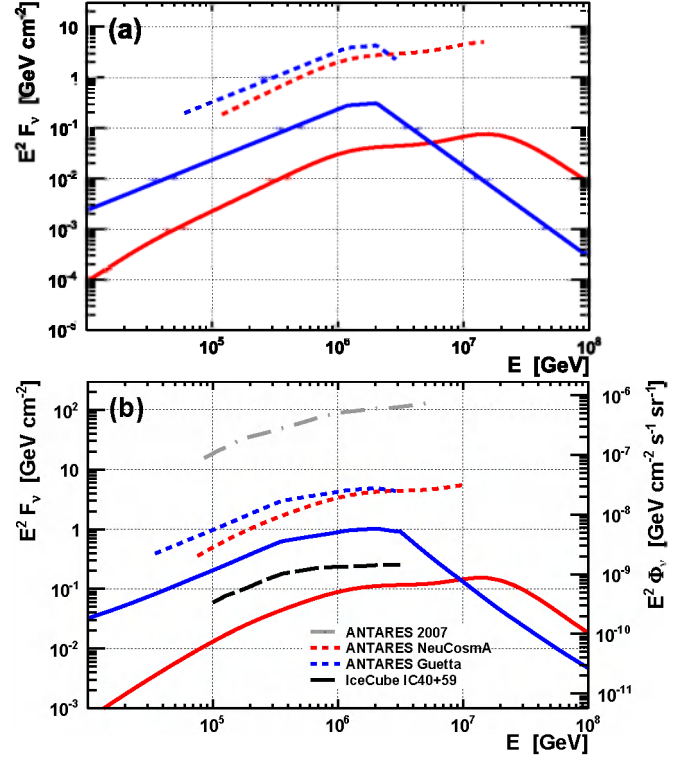 (a)
E² Fν [GeV cm⁻²]
10
1
10⁻¹
10⁻²
10⁻³
10⁻⁴
10⁻⁵
10⁵ 10⁶ 10⁷ 10⁸
E [GeV]
(b)
E² Fν [GeV cm⁻²]
10²
10
1
10⁻¹
10⁻²
10⁻³
10⁻⁶
10⁻⁷
10⁻⁸
10⁻⁹
10⁻¹⁰
10⁻¹¹
E² Φν [GeV cm⁻² s⁻¹ sr⁻¹]
ANTARES 2007
ANTARES NeuCosmA
ANTARES Guetta
IceCube IC40+59
10⁵ 10⁶ 10⁷ 10⁸
E [GeV]